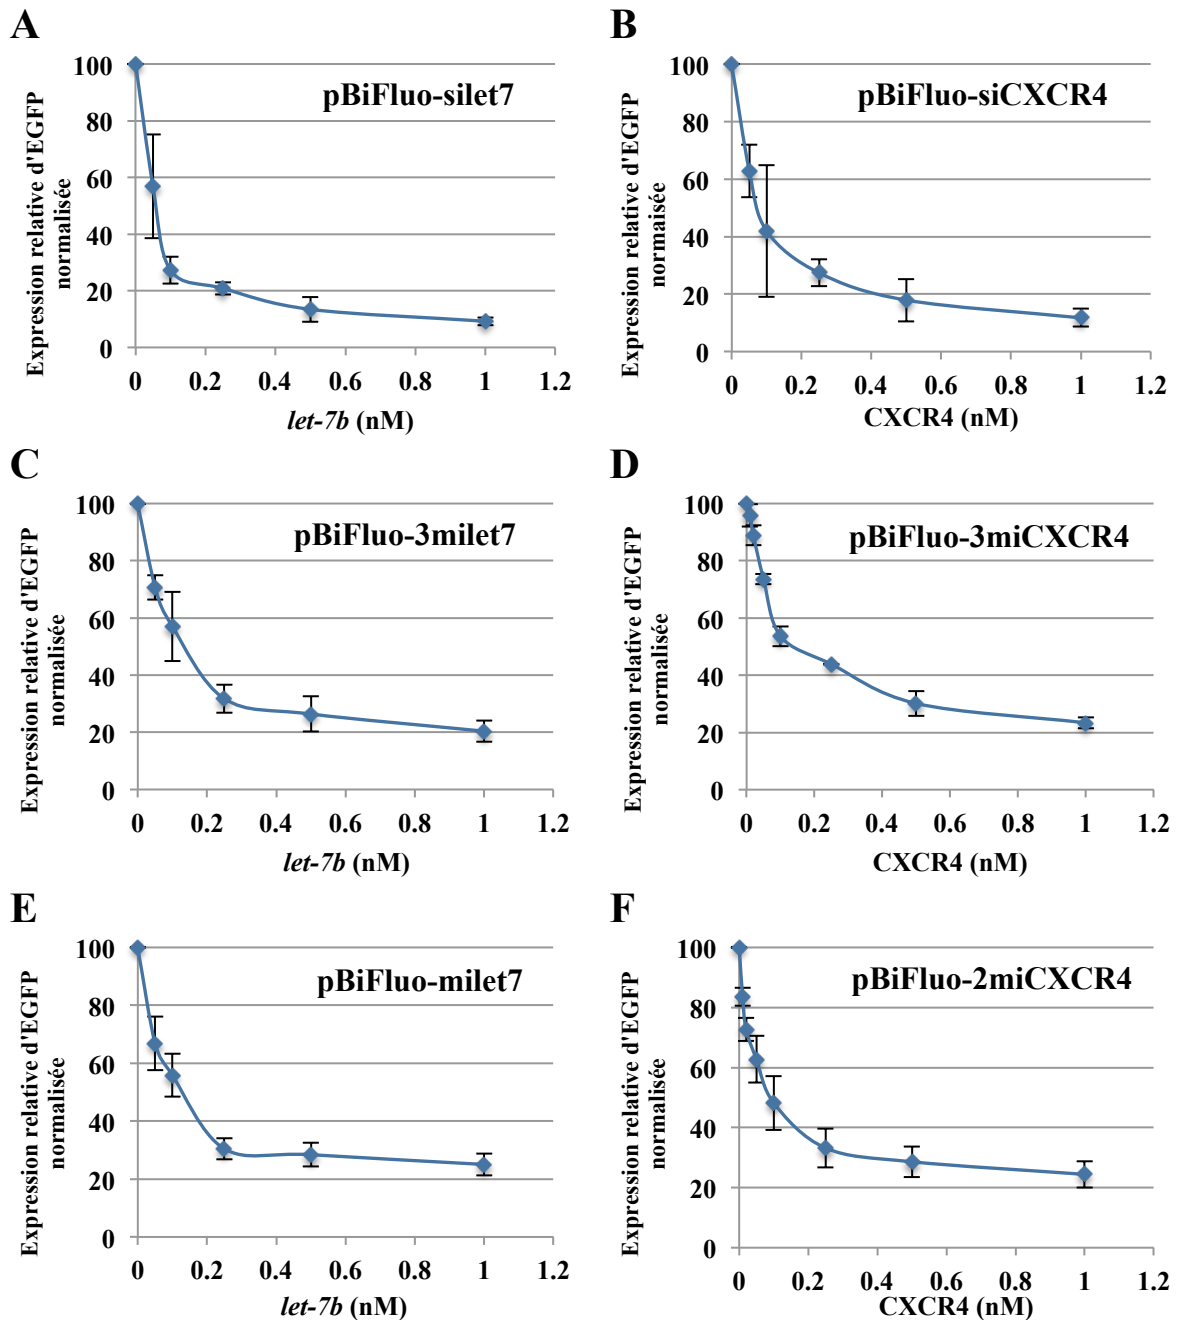 A
pBiFluo-silet7
Expression relative d'EGFP
normalisée
100
80
60
40
20
0
0 0.2 0.4 0.6 0.8 1 1.2
let-7b (nM)
B
pBiFluo-siCXCR4
Expression relative d'EGFP
normaisée
100
80
60
40
20
0
0 0.2 0.4 0.6 0.8 1 1.2
CXCR4 (nM)
C
pBiFluo-3milet7
Expression relative d'EGFP
normalisée
100
80
60
40
20
0
0 0.2 0.4 0.6 0.8 1 1.2
let-7b (nM)
D
pBiFluo-3miCXCR4
Expression relative d'EGFP
normalisée
100
80
60
40
20
0
0 0.2 0.4 0.6 0.8 1 1.2
CXCR4 (nM)
E
pBiFluo-milet7
Expression relative d'EGFP
normalisée
100
80
60
40
20
0
0 0.2 0.4 0.6 0.8 1 1.2
let-7b (nM)
F
pBiFluo-2miCXCR4
Expression relative d'EGFP
normalisée
100
80
60
40
20
0
0 0.2 0.4 0.6 0.8 1 1.2
CXCR4 (nM)